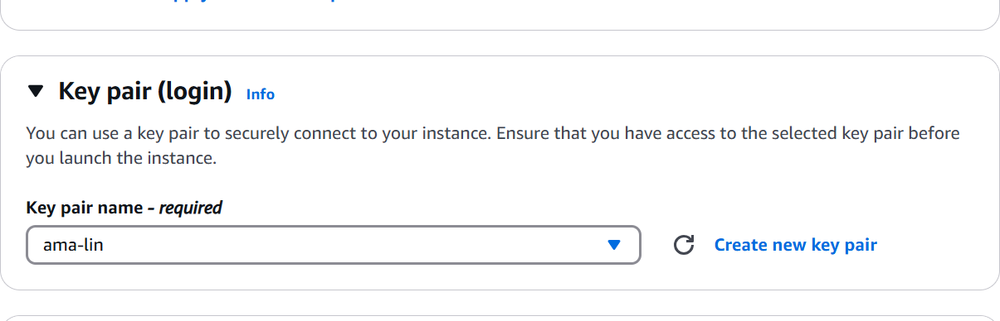 Key pair (login) Info
You can use a key pair to securely connect to your instance. Ensure that you have access to the selected key pair before
you launch the instance.
Key pair name - required
ama-lin
Create new key pair